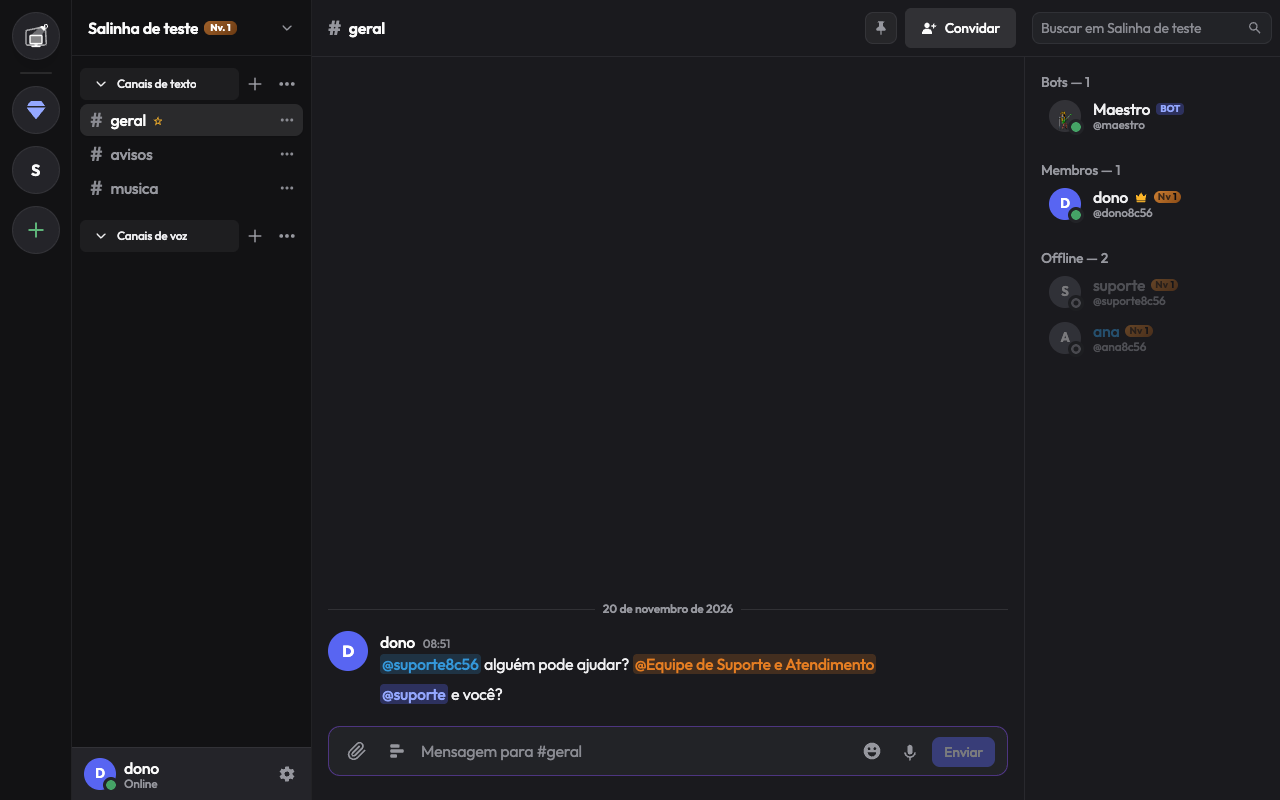 Salinha de teste Nv. 1
# geral
Convidar
Buscar em Salinha de teste
S
Canais de texto
# geral
# avisos
# musica
Canais de voz
Bots — 1
Maestro BOT
@maestro
Membros — 1
D dono Nv 1
@dono8c56
Offline — 2
S suporte Nv 1
@suporte8c56
A ana Nv 1
@ana8c56
20 de novembro de 2026
D dono 08:51
@suporte8c56 alguém pode ajudar? @Equipe de Suporte e Atendimento
@suporte e você?
Mensagem para #geral
Enviar
D dono
Online